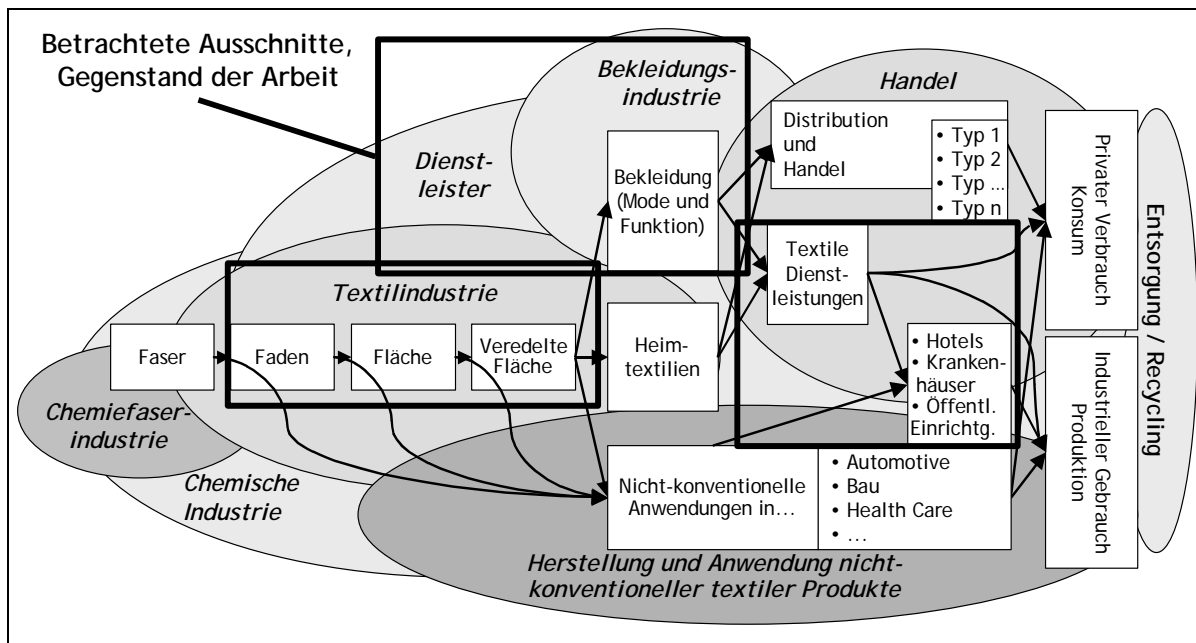 Betrachtete Ausschnitte,
Gegenstand der Arbeit
Bekleidungs-
industrie
Handel
Dienst-
leister
Bekleidung
(Mode und
Funktion)
Distribution
und
Handel
• Typ 1
• Typ 2
• Typ ...
• Typ n
Privater Verbrauch
Konsum
Entsorgung / Recycling
Textilindustrie
Textile
Dienst-
leistungen
Faser
Faden
Fläche
Veredelte
Fläche
Heim-
textilien
• Hotels
• Kranken-
häuser
• Öffentl.
Einrichtg.
Industrieller Gebrauch
Produktion
Chemiefaser-
industrie
Chemische
Industrie
Nicht-konventionelle
Anwendungen in...
• Automotive
• Bau
• Health Care
• ...
Herstellung und Anwendung nicht-
konventioneller textiler Produkte